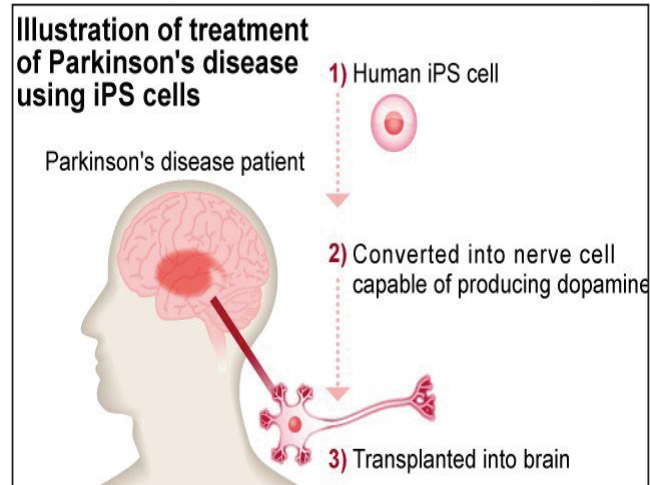 Illustration of treatment
of Parkinson's disease
using iPS cells
1) Human iPS cell
Parkinson's disease patient
2) Converted into nerve cell
capable of producing dopamine
3) Transplanted into brain